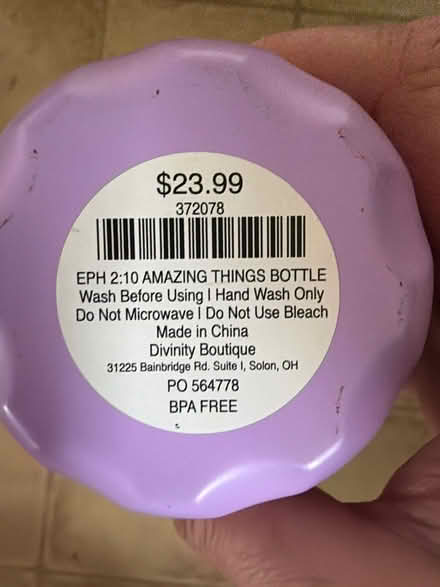 $23.99
372078
EPH 2:10 AMAZING THINGS BOTTLE
Wash Before Using | Hand Wash Only
Do Not Microwave | Do Not Use Bleach
Made in China
Divinity Boutique
31225 Bainbridge Rd. Suite I, Solon, OH
PO 564778
BPA FREE